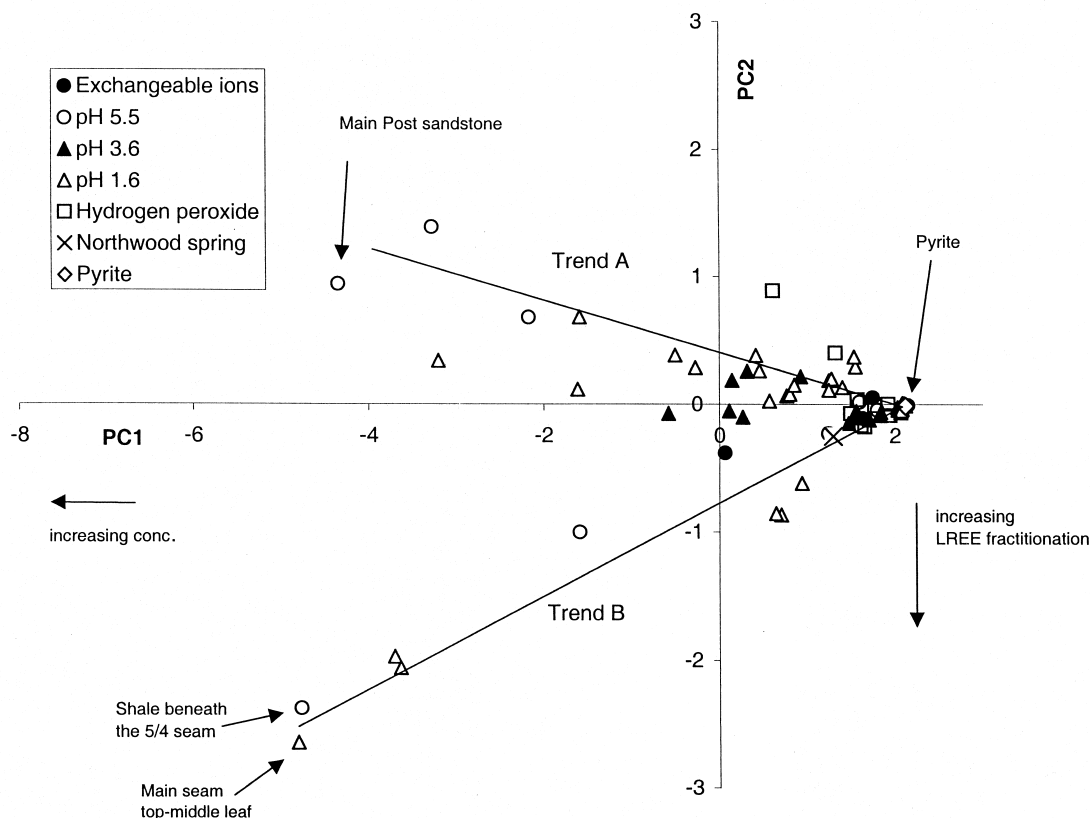 3
PC2
Exchangeable ions
pH 5.5
pH 3.6
pH 1.6
Hydrogen peroxide
Northwood spring
Pyrite
Main Post sandstone
2
Trend A
Pyrite
1
0
-8
PC1
-4
-2
0
2
increasing conc.
increasing
LREE fractitionation
-1
Trend B
-2
Shale beneath
the 5/4 seam
Main seam
top-middle leaf
-3